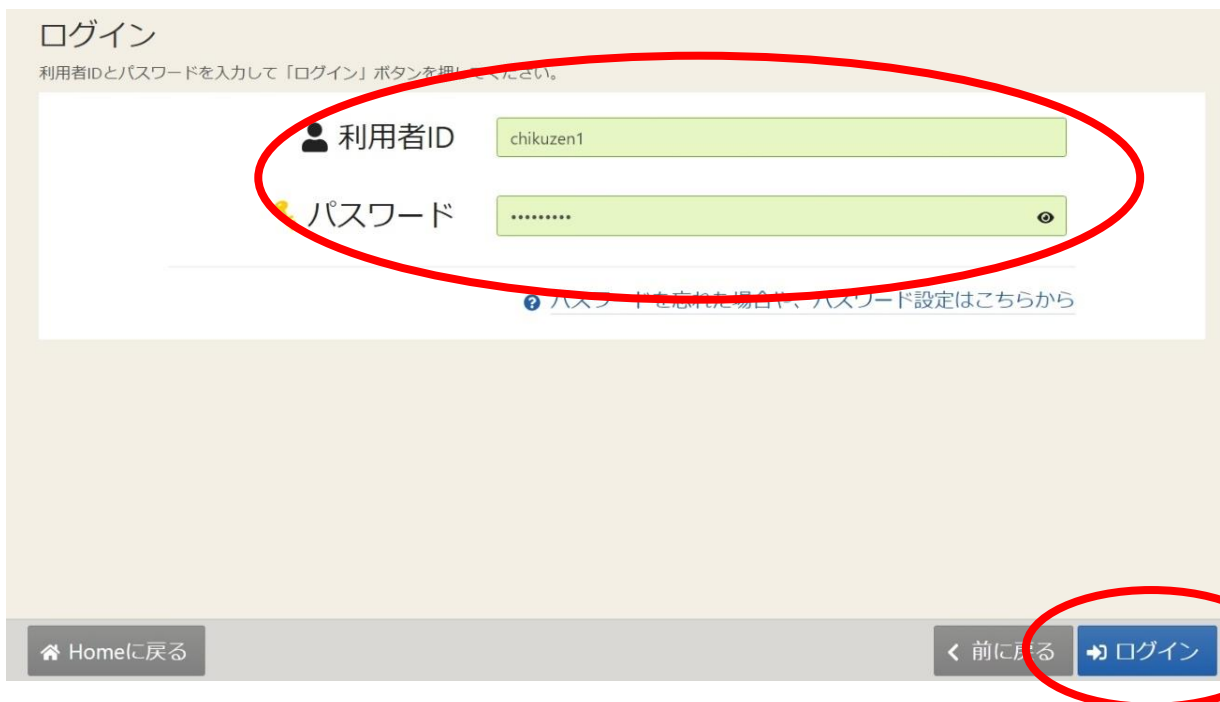 ログイン
利用者IDとパスワードを入力して「ログイン」ボタンを押してください。
利用者ID
chikuzen1
パスワード
•••••••••
パスワードを忘れた場合や、パスワード設定はこちらから
Homeに戻る
前に戻る
ログイン